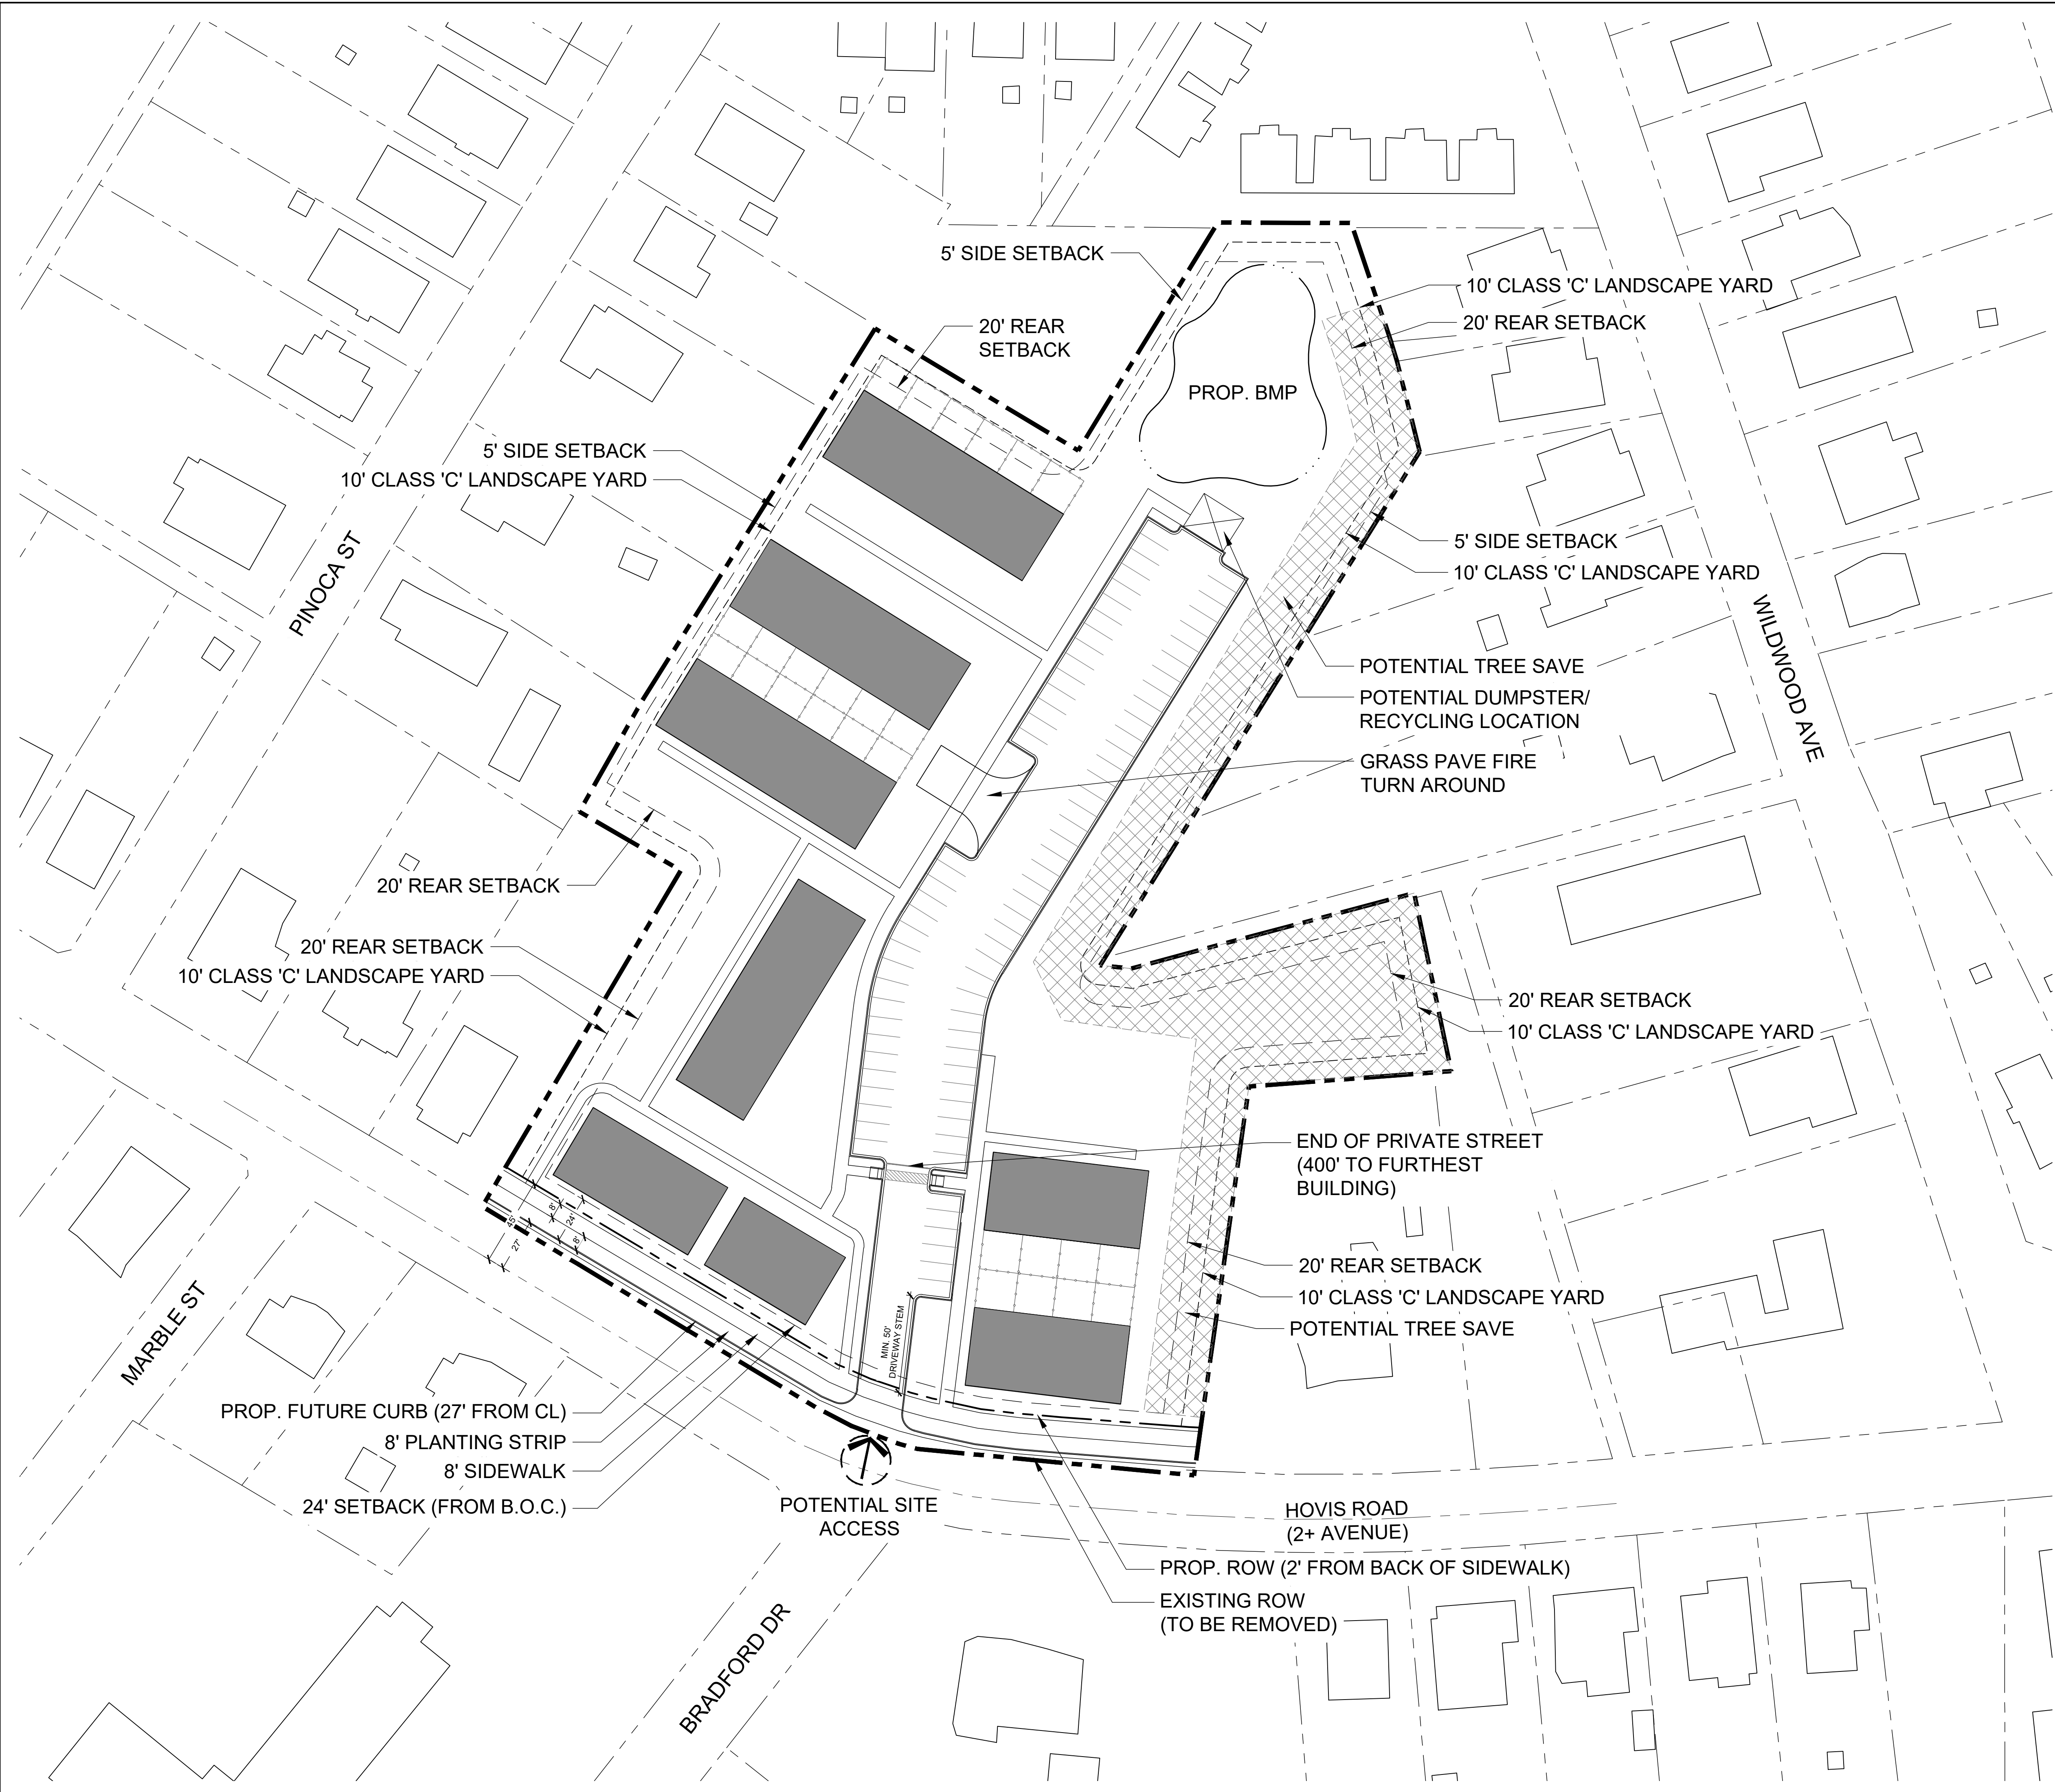 5' SIDE SETBACK
10' CLASS 'C' LANDSCAPE YARD
20' REAR SETBACK
20' REAR
SETBACK
PROP. BMP
5' SIDE SETBACK
10' CLASS 'C' LANDSCAPE YARD
5' SIDE SETBACK
10' CLASS 'C' LANDSCAPE YARD
PINOCA ST
WILDWOOD AVE
POTENTIAL TREE SAVE
POTENTIAL DUMPSTER/
RECYCLING LOCATION
GRASS PAVE FIRE
TURN AROUND
20' REAR SETBACK
20' REAR SETBACK
10' CLASS 'C' LANDSCAPE YARD
20' REAR SETBACK
10' CLASS 'C' LANDSCAPE YARD
END OF PRIVATE STREET
(400' TO FURTHEST
BUILDING)
8'
24'
45'
27'
8'
20' REAR SETBACK
10' CLASS 'C' LANDSCAPE YARD
POTENTIAL TREE SAVE
MIN. 50'
DRIVEWAY STEM
MARBLE ST
PROP. FUTURE CURB (27' FROM CL)
8' PLANTING STRIP
8' SIDEWALK
24' SETBACK (FROM B.O.C.)
POTENTIAL SITE
ACCESS
HOVIS ROAD
(2+ AVENUE)
PROP. ROW (2' FROM BACK OF SIDEWALK)
EXISTING ROW
(TO BE REMOVED)
BRADFORD DR